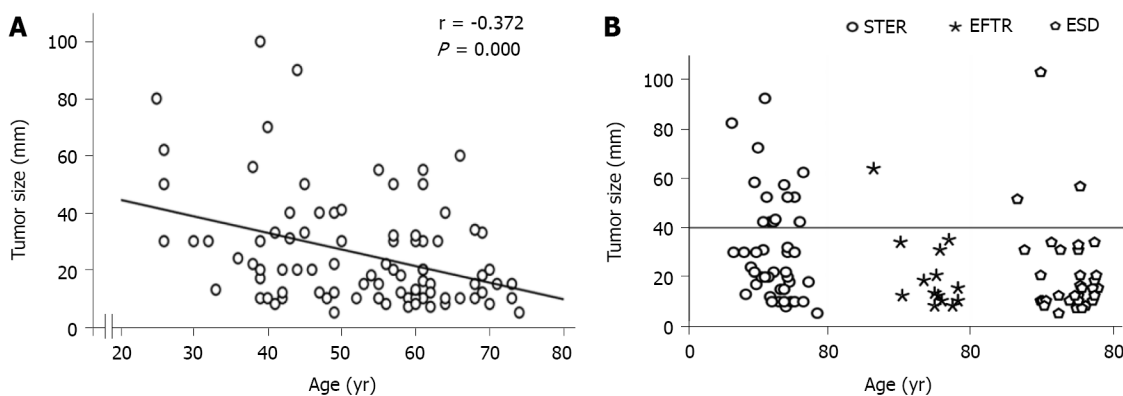 A
r = -0.372
P = 0.000
Tumor size (mm)
100
80
60
40
20
0
20 30 40 50 60 70 80
Age (yr)
B
STER EFTR ESD
Tumor size (mm)
100
80
60
40
20
0
0 80 80 80
Age (yr)